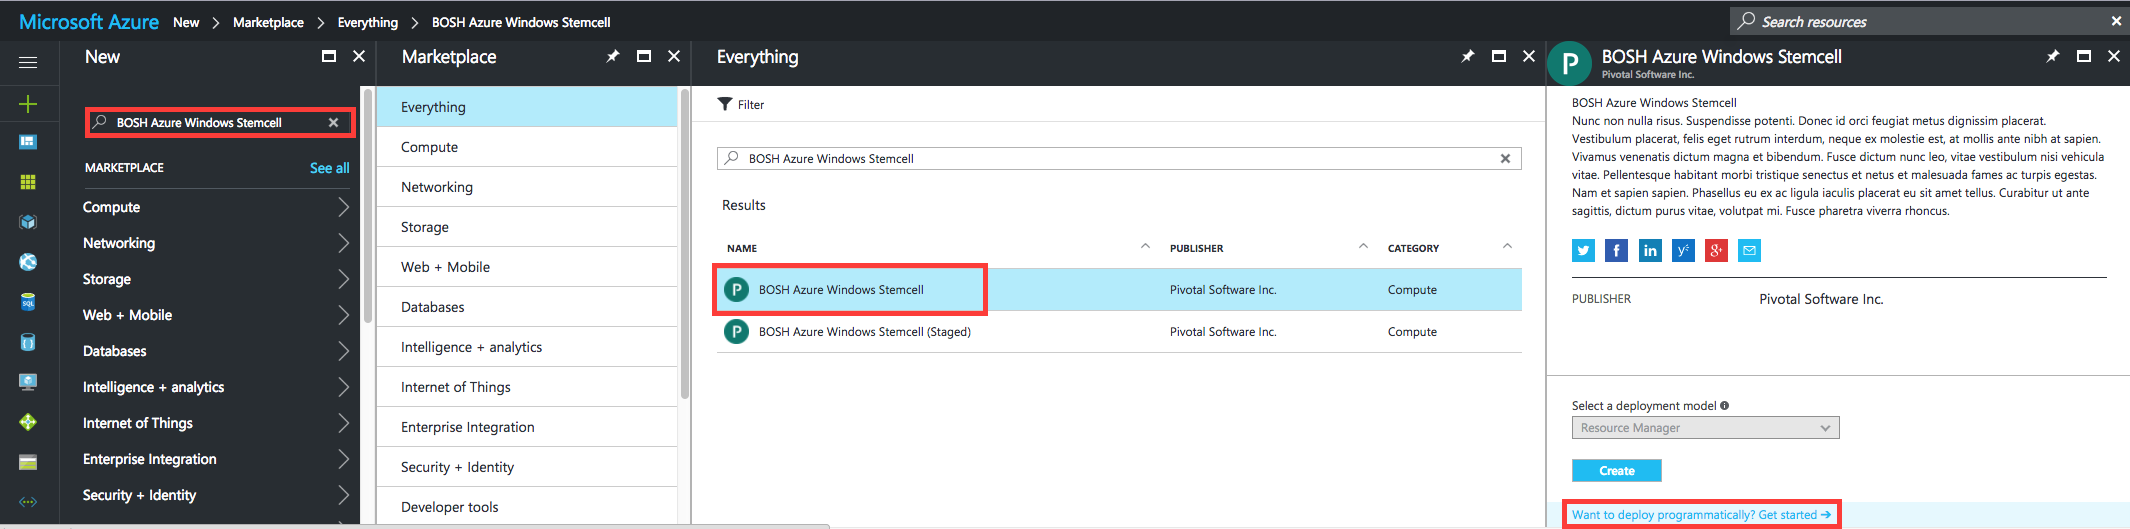 Microsoft Azure New > Marketplace > Everything > BOSH Azure Windows Stemcell
Search resources
New
BOSH Azure Windows Stemcell
MARKETPLACE See all
Compute
Networking
Storage
Web + Mobile
Databases
Intelligence + analytics
Internet of Things
Enterprise Integration
Security + Identity
Marketplace
Everything
Compute
Networking
Storage
Web + Mobile
Databases
Intelligence + analytics
Internet of Things
Enterprise Integration
Security + Identity
Developer tools
Everything
Filter
BOSH Azure Windows Stemcell
Results
NAME PUBLISHER CATEGORY
P BOSH Azure Windows Stemcell Pivotal Software Inc. Compute
P BOSH Azure Windows Stemcell (Staged) Pivotal Software Inc. Compute
P BOSH Azure Windows Stemcell
Pivotal Software Inc.
BOSH Azure Windows Stemcell
Nunc non nulla risus. Suspendisse potenti. Donec id orci feugiat metus dignissim placerat.
Vestibulum placerat, felis eget rutrum interdum, neque ex molestie est, at mollis ante nibh at sapien.
Vivamus venenatis dictum magna et bibendum. Fusce dictum nunc leo, vitae vestibulum nisi vehicula
vitae. Pellentesque habitant morbi tristique senectus et netus et malesuada fames ac turpis egestas.
Nam et sapien sapien. Phasellus eu ex ac ligula iaculis placerat eu sit amet tellus. Curabitur ut ante
sagittis, dictum purus vitae, volutpat mi. Fusce pharetra viverra rhoncus.
PUBLISHER Pivotal Software Inc.
Select a deployment model
Resource Manager
Create
Want to deploy programmatically? Get started →